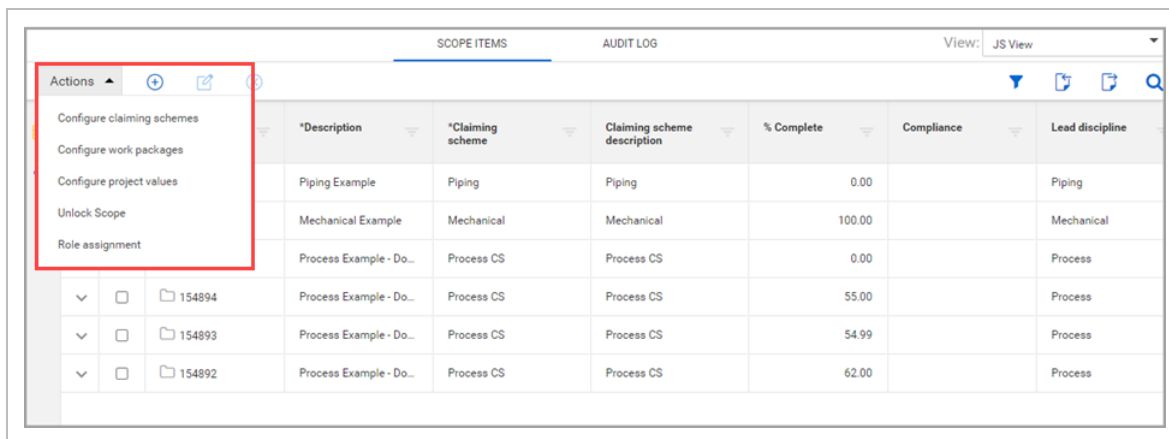 SCOPE ITEMS AUDIT LOG View: JS View
Actions
Configure claiming schemes
Configure work packages
Configure project values
Unlock Scope
Role assignment
*Description *Claiming scheme Claiming scheme description % Complete Compliance Lead discipline
Piping Example Piping Piping 0.00 Piping
Mechanical Example Mechanical Mechanical 100.00 Mechanical
Process Example - Do... Process CS Process CS 0.00 Process
154894 Process Example - Do... Process CS Process CS 55.00 Process
154893 Process Example - Do... Process CS Process CS 54.99 Process
154892 Process Example - Do... Process CS Process CS 62.00 Process